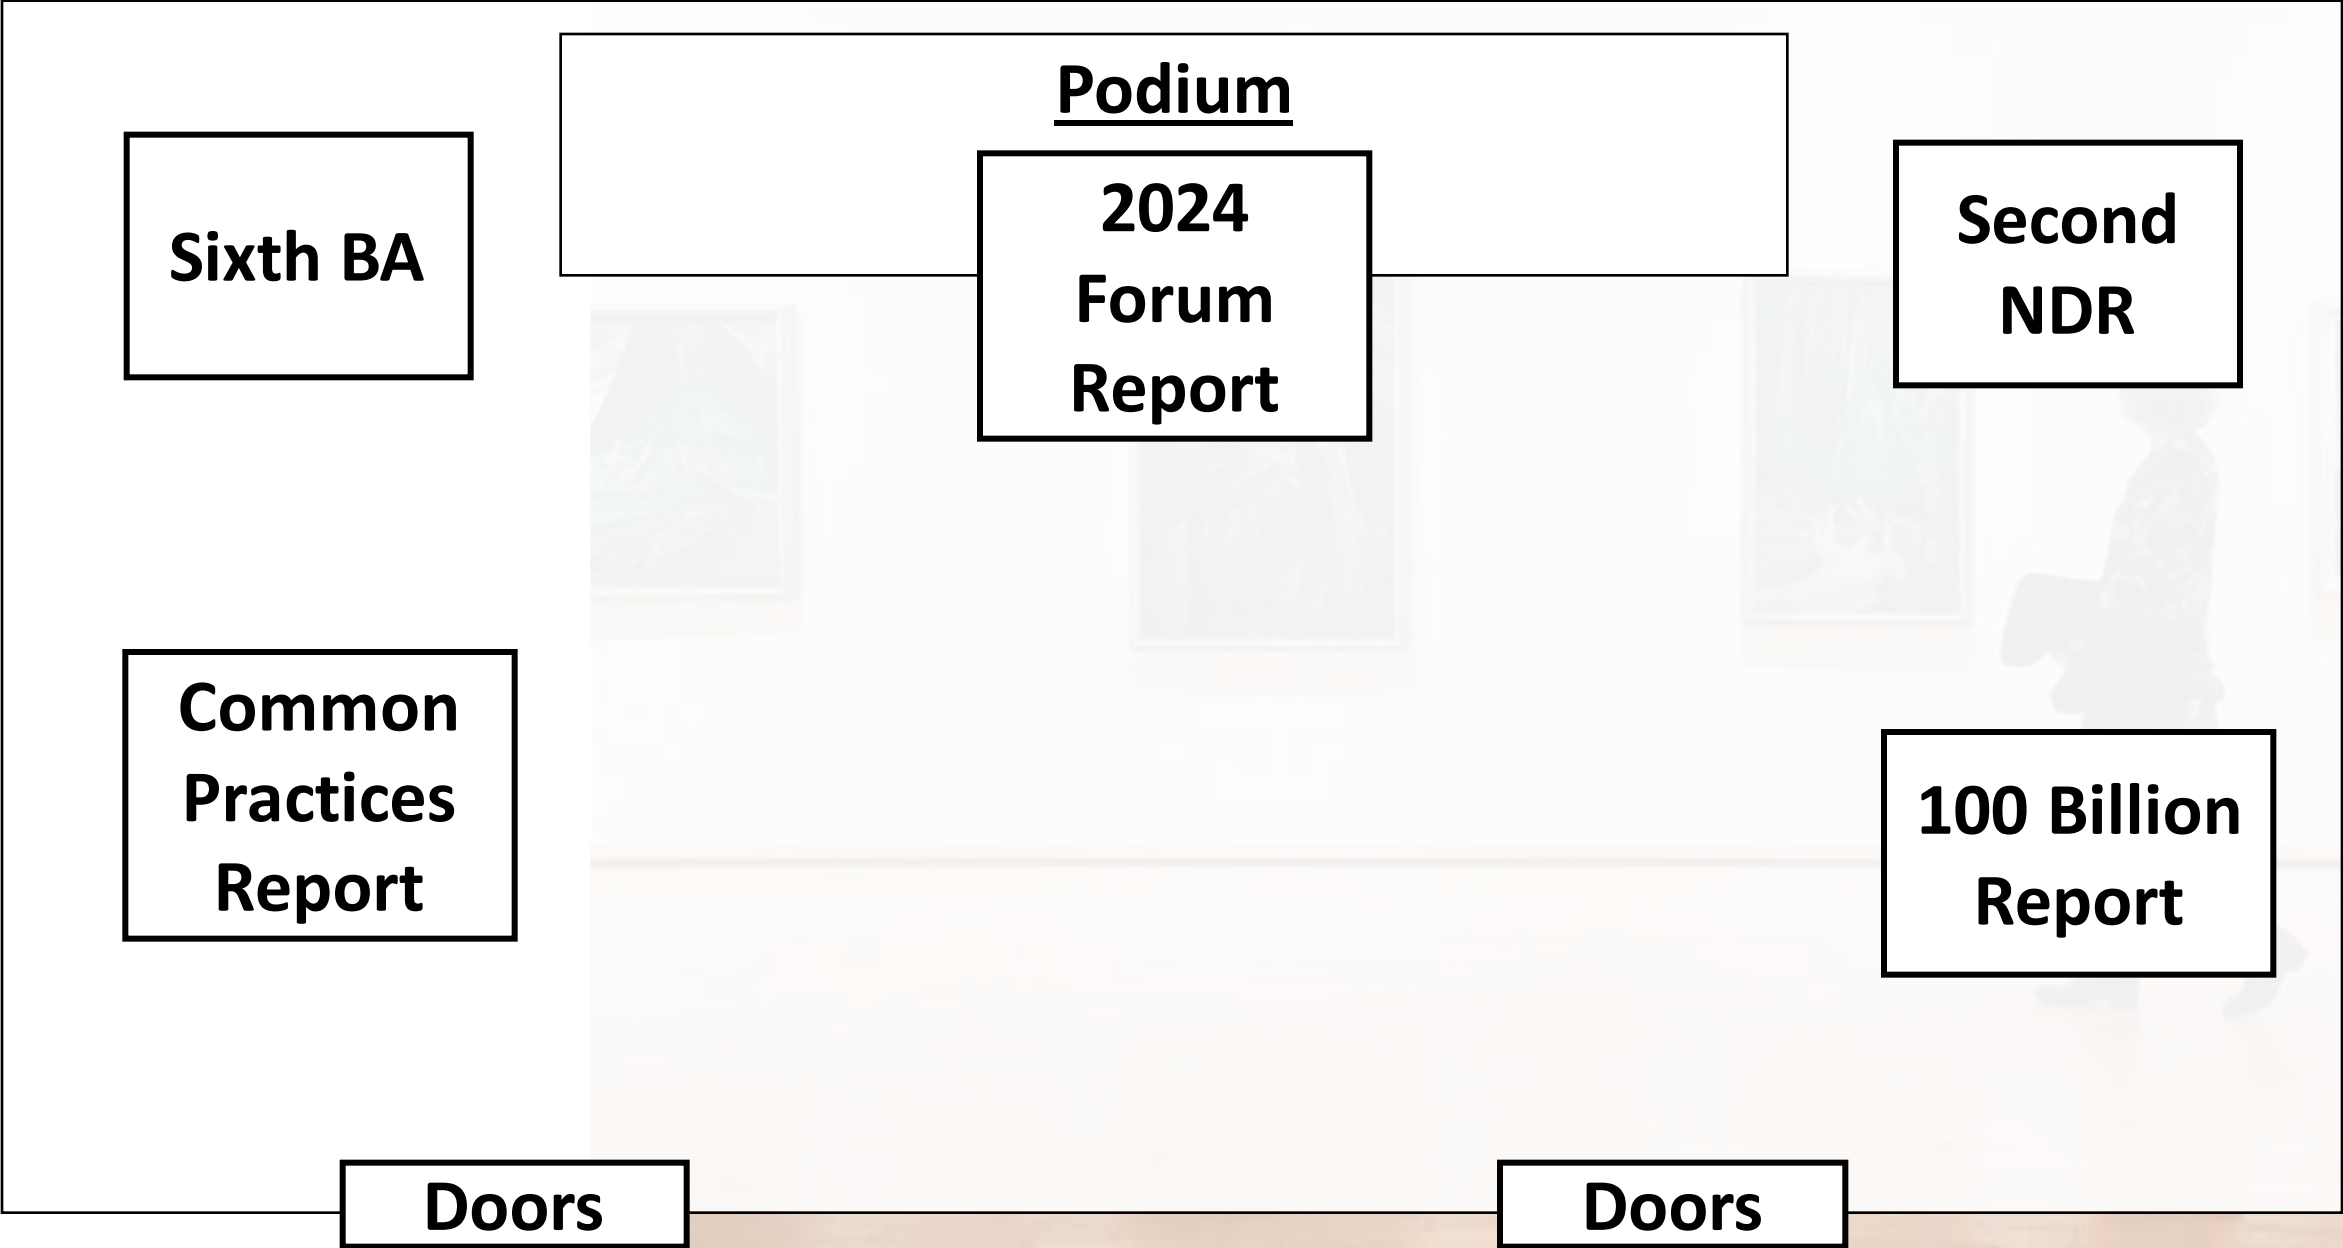 Podium
Sixth BA
2024
Forum
Report
Second
NDR
Common
Practices
Report
100 Billion
Report
Doors
Doors